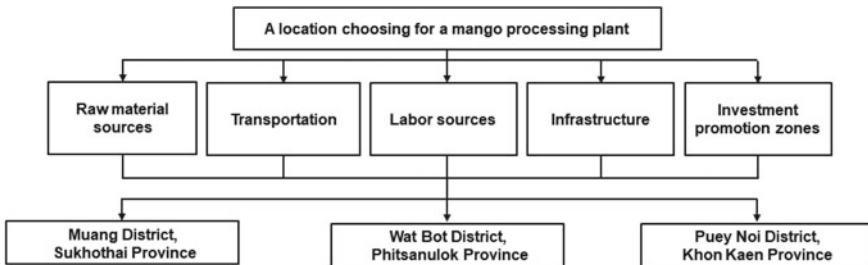 A location choosing for a mango processing plant
Raw material
sources
Transportation
Labor sources
Infrastructure
Investment
promotion zones
Muang District,
Sukhothai Province
Wat Bot District,
Phitsanulok Province
Puey Noi District,
Khon Kaen Province